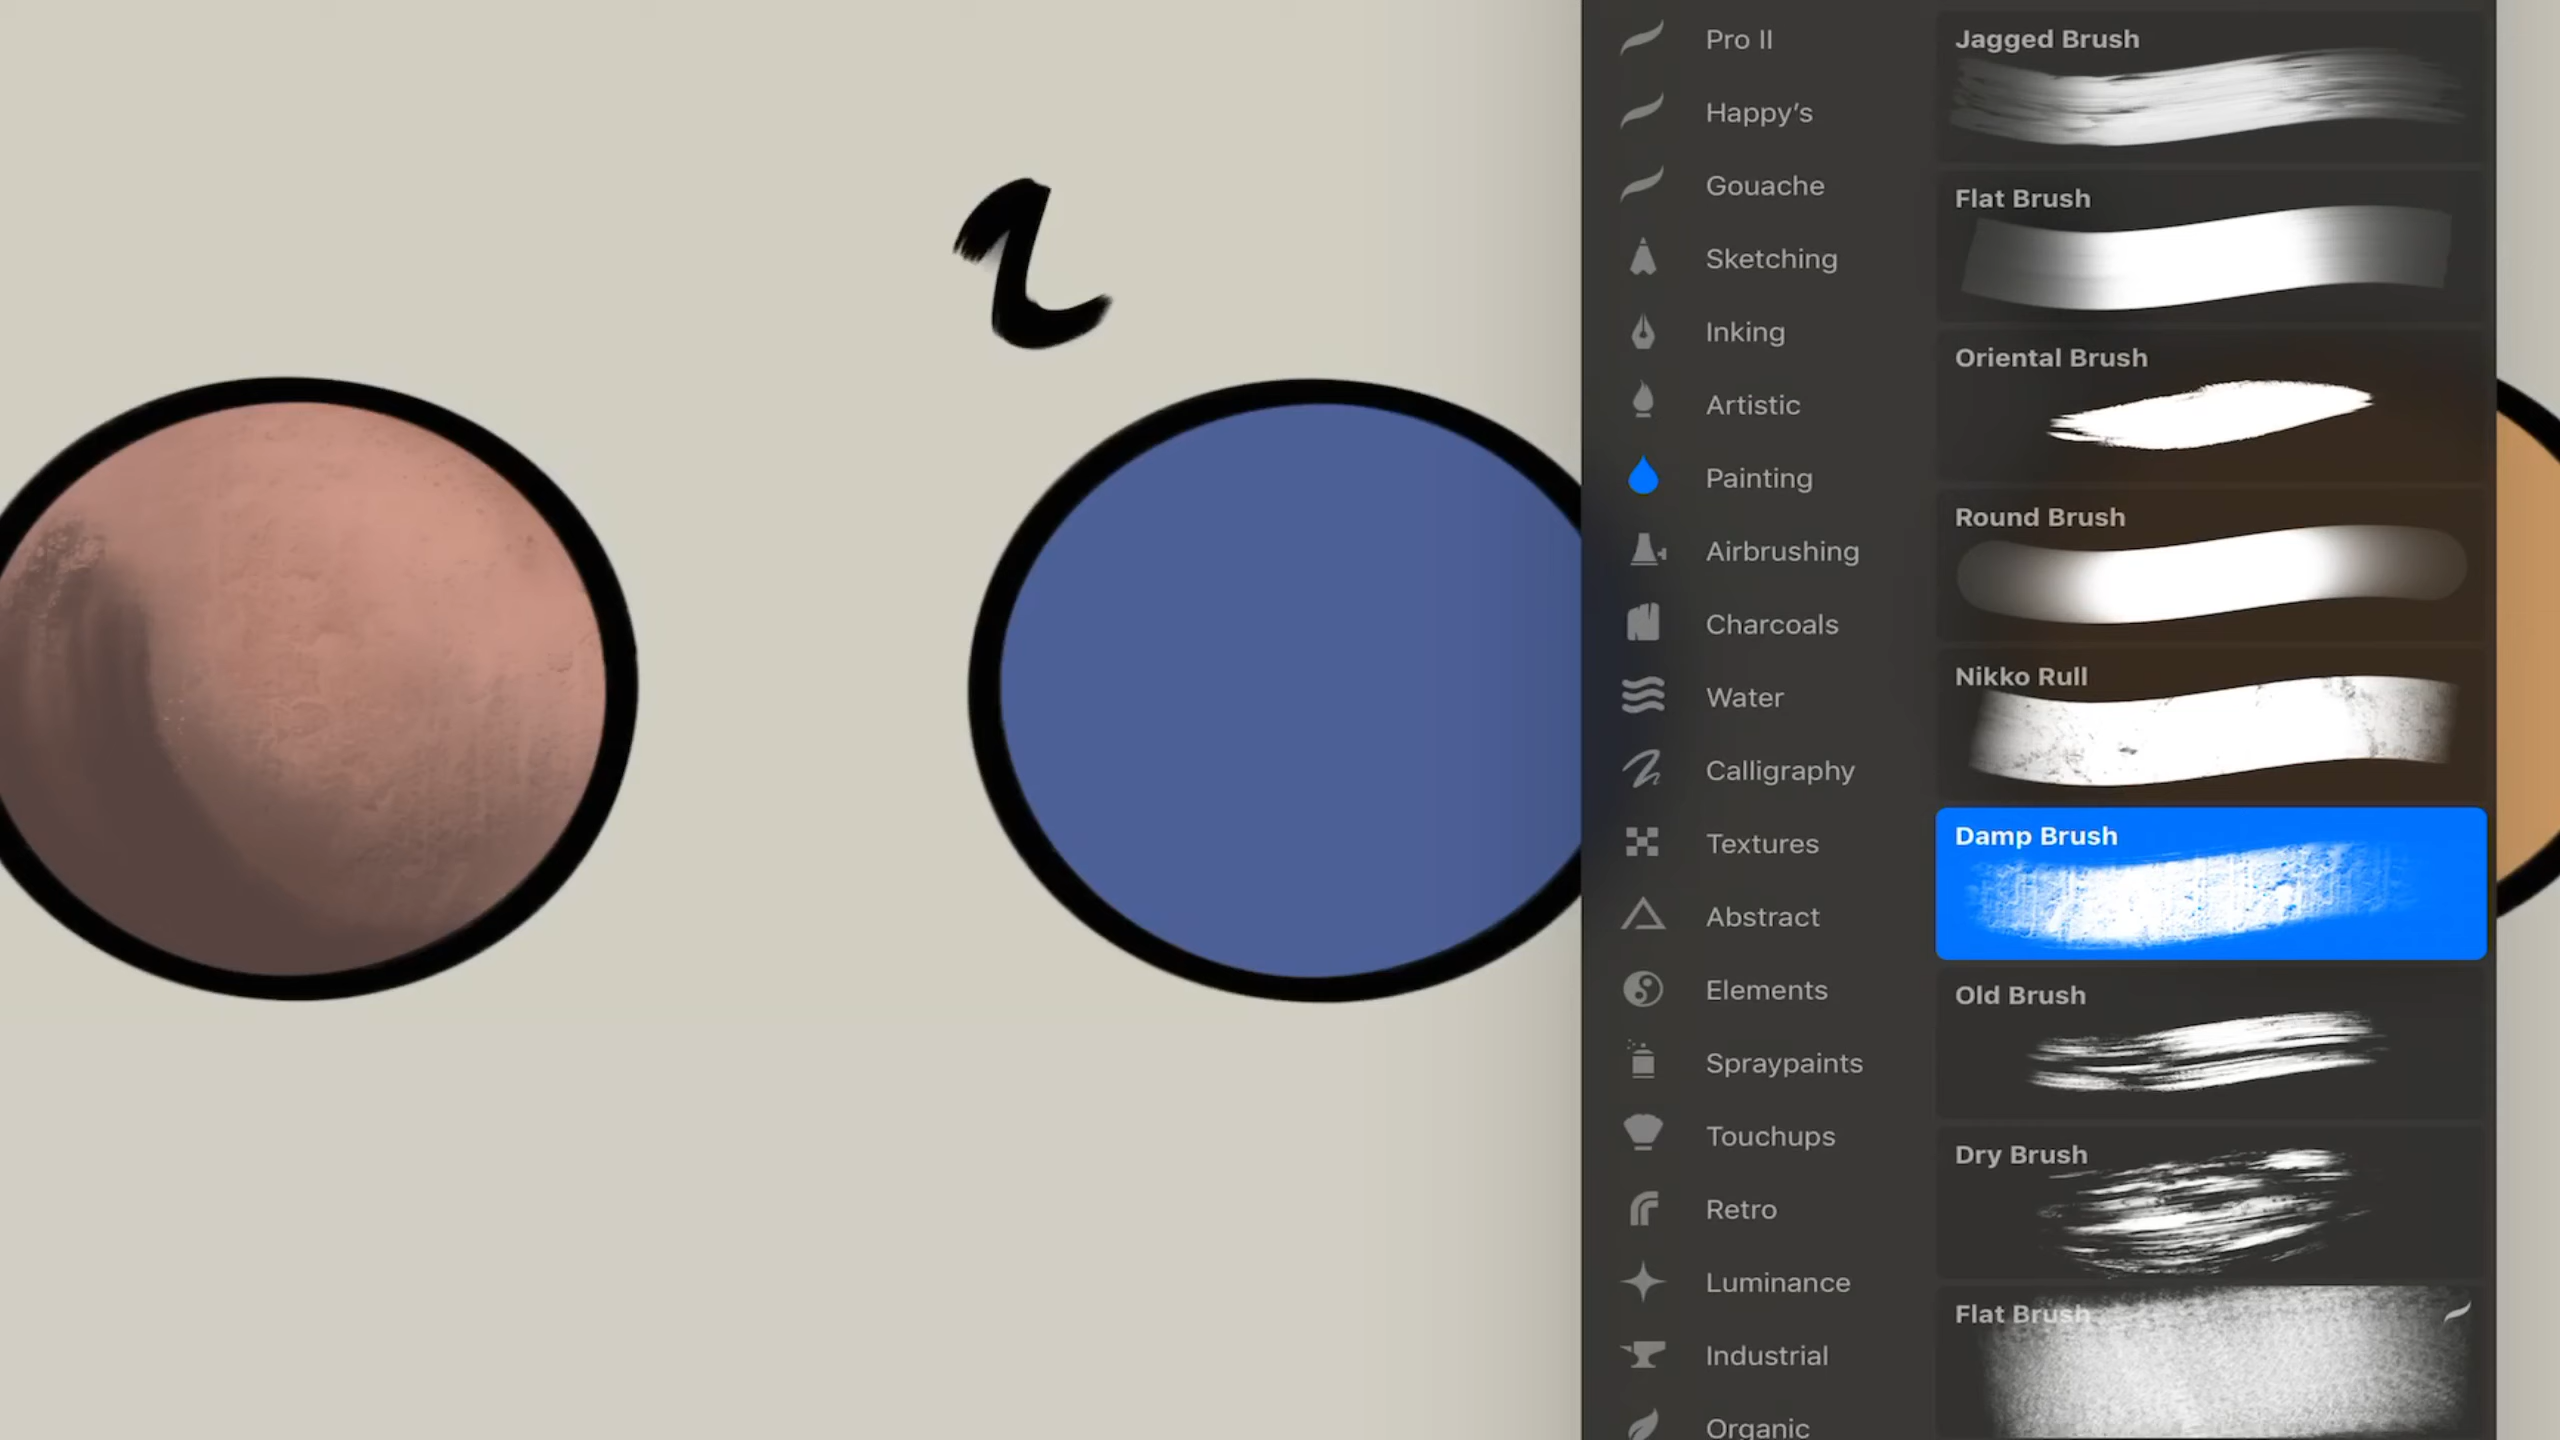 2
Pro II
Happy's
Gouache
Sketching
Inking
Artistic
Painting
Airbrushing
Charcoals
Water
Calligraphy
Textures
Abstract
Elements
Spraypaints
Touchups
Retro
Luminance
Industrial
Organic
Jagged Brush
Flat Brush
Oriental Brush
Round Brush
Nikko Rull
Damp Brush
Old Brush
Dry Brush
Flat Brush